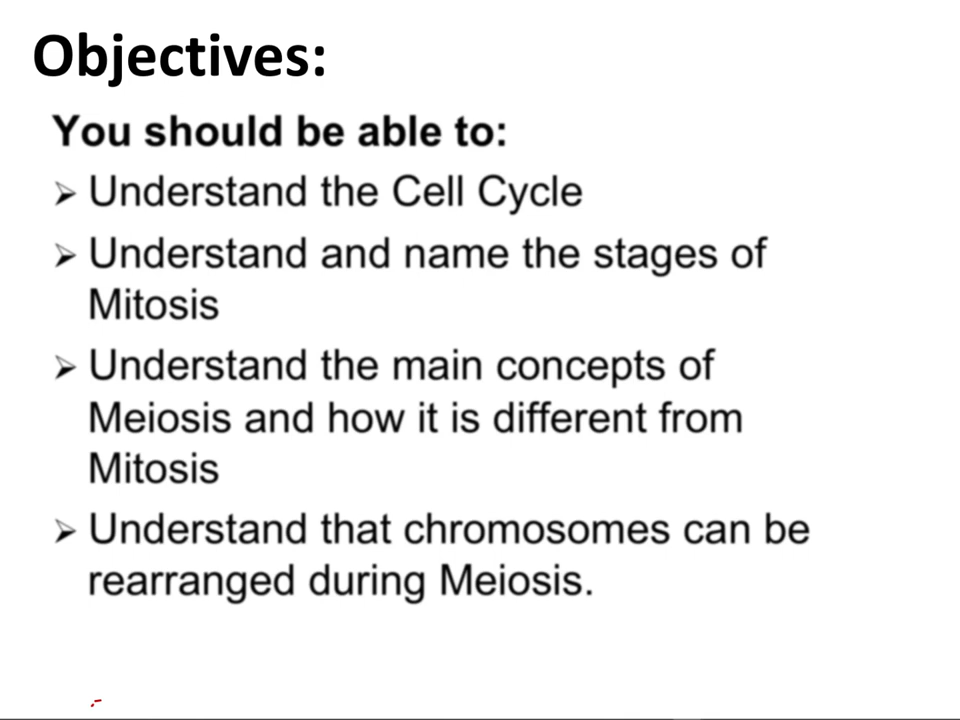 Objectives:
You should be able to:
➢ Understand the Cell Cycle
➢ Understand and name the stages of
Mitosis
➢ Understand the main concepts of
Meiosis and how it is different from
Mitosis
➢ Understand that chromosomes can be
rearranged during Meiosis.